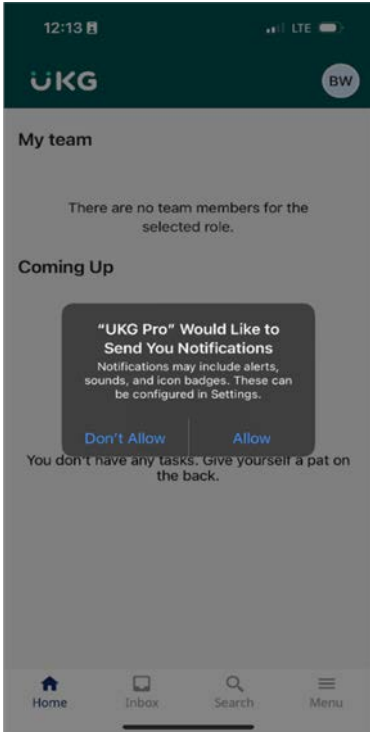 12:13
LTE
UKG
BW
My team
There are no team members for the
selected role.
Coming Up
“UKG Pro” Would Like to
Send You Notifications
Notifications may include alerts,
sounds, and icon badges. These can
be configured in Settings.
Don't Allow Allow
You don't have any tasks. Give yourself a pat on
the back.
Home Inbox Search Menu